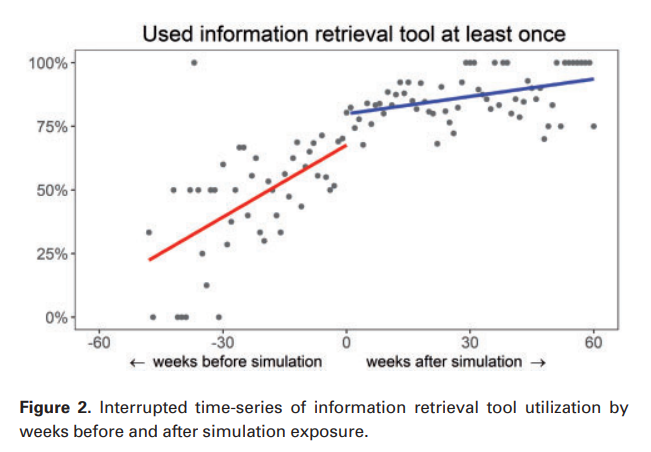 Used information retrieval tool at least once
100%
75%
50%
25%
0%
-60 -30 0 30 60
← weeks before simulation weeks after simulation →
Figure 2. Interrupted time-series of information retrieval tool utilization by
weeks before and after simulation exposure.